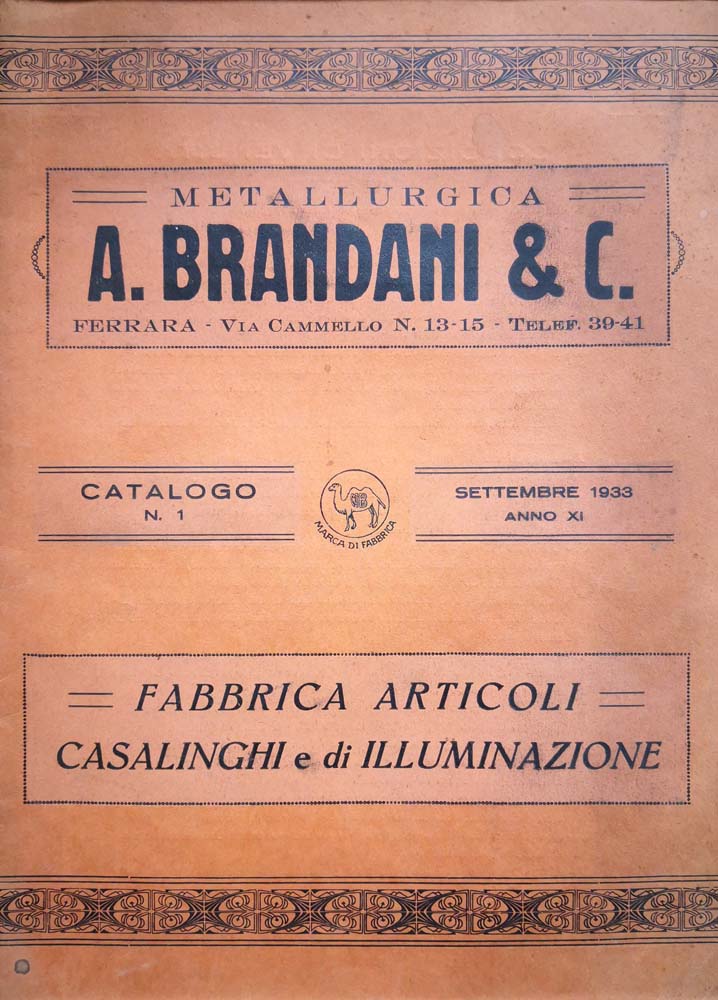 METALLURGICA
A. BRANDANI & C.
FERRARA - VIA CAMMELLO N. 13-15 - TELEF. 39-41
CATALOGO
N. 1
MARCA DI FABBRICA
SETTEMBRE 1933
ANNO XI
FABBRICA ARTICOLI
CASALINGHI e di ILLUMINAZIONE